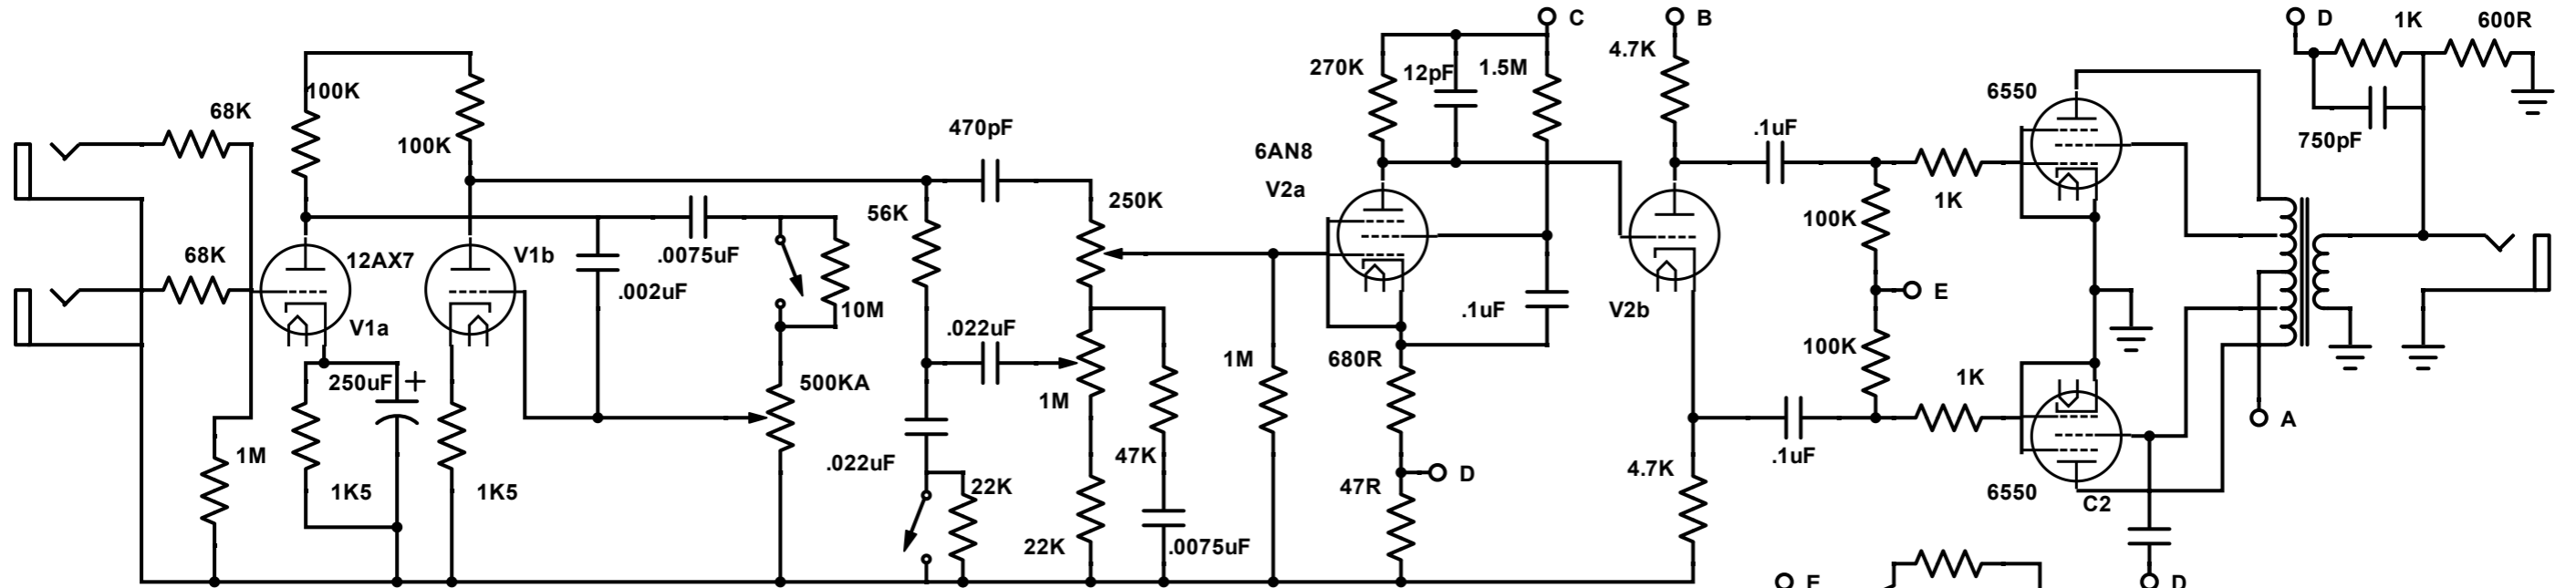 C
B
D
1K
600R
4.7K
270K
12pF
1.5M
100K
6550
68K
470pF
.1uF
100K
750pF
6AN8
V2a
56K
250K
1K
100K
68K
12AX7
V1b
.0075uF
.002uF
E
10M
.1uF
V2b
V1a
.022uF
1M
680R
100K
250uF
500KA
1K
1M
A
1M
.022uF
47K
.1uF
4.7K
D
1K5
1K5
22K
47R
6550
C2
22K
.0075uF
E
D